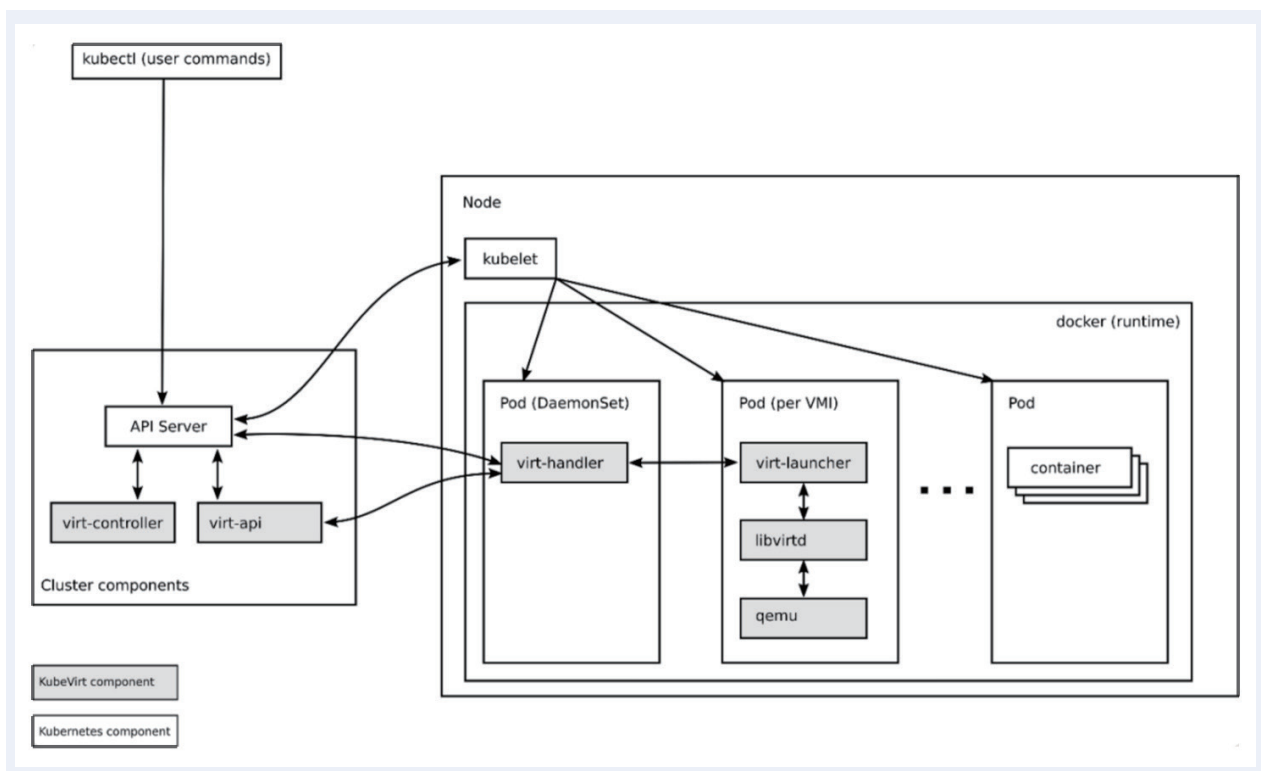 kubectl (user commands)
Node
kubelet
docker (runtime)
Pod (DaemonSet)
Pod (per VMI)
Pod
API Server
virt-handler
virt-launcher
container
virt-controller
virt-api
libvirtd
Cluster components
qemu
KubeVirt component
Kubernetes component